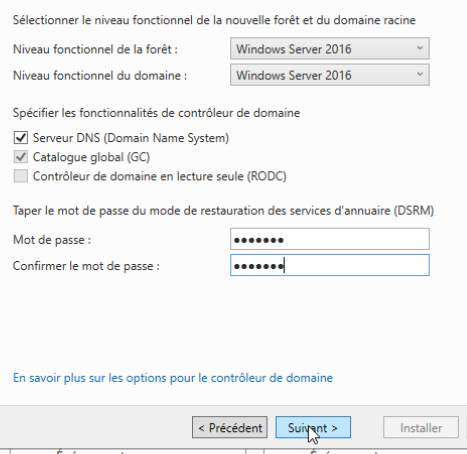 Sélectionner le niveau fonctionnel de la nouvelle forêt et du domaine racine
Niveau fonctionnel de la forêt : Windows Server 2016
Niveau fonctionnel du domaine : Windows Server 2016
Spécifier les fonctionnalités de contrôleur de domaine
Serveur DNS (Domain Name System)
Catalogue global (GC)
Contrôleur de domaine en lecture seule (RODC)
Taper le mot de passe du mode de restauration des services d'annuaire (DSRM)
Mot de passe : •••••••
Confirmer le mot de passe : •••••••
En savoir plus sur les options pour le contrôleur de domaine
< Précédent Suivant > Installer